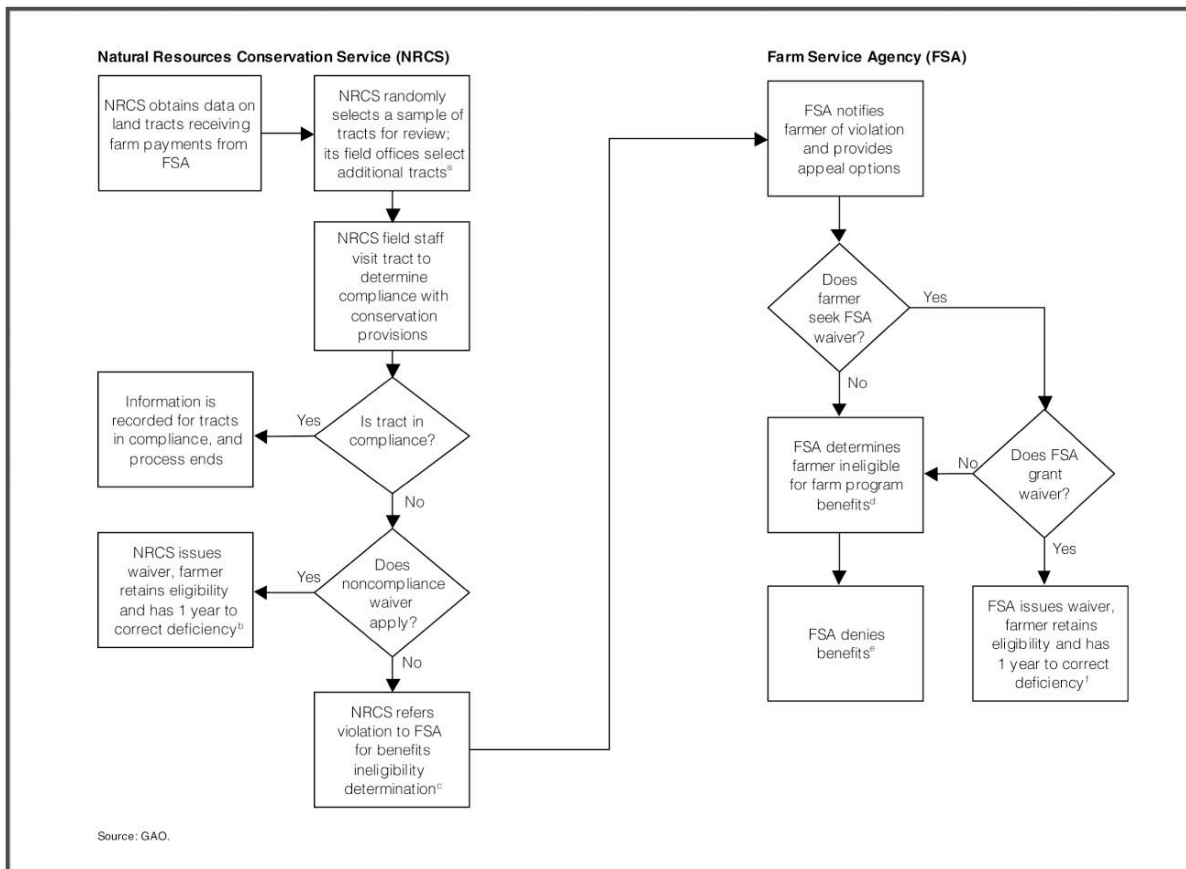 Natural Resources Conservation Service (NRCS)
NRCS obtains data on
land tracts receiving
farm payments from
FSA
NRCS randomly
selects a sample of
tracts for review;
its field offices select
additional tractsa
NRCS field staff
visit tract to
determine
compliance with
conservation
provisions
Is tract in
compliance?
Yes
Information is
recorded for tracts
in compliance, and
process ends
No
Does
noncompliance
waiver
apply?
Yes
NRCS issues
waiver, farmer
retains eligibility
and has 1 year to
correct deficiencyb
No
NRCS refers
violation to FSA
for benefits
ineligibility
determinationc
Farm Service Agency (FSA)
FSA notifies
farmer of violation
and provides
appeal options
Does
farmer
seek FSA
waiver?
Yes
No
FSA determines
farmer ineligible
for farm program
benefitsd
No
Does FSA
grant
waiver?
Yes
FSA denies
benefitse
FSA issues waiver,
farmer retains
eligibility and has
1 year to correct
deficiencyf
Source: GAO.